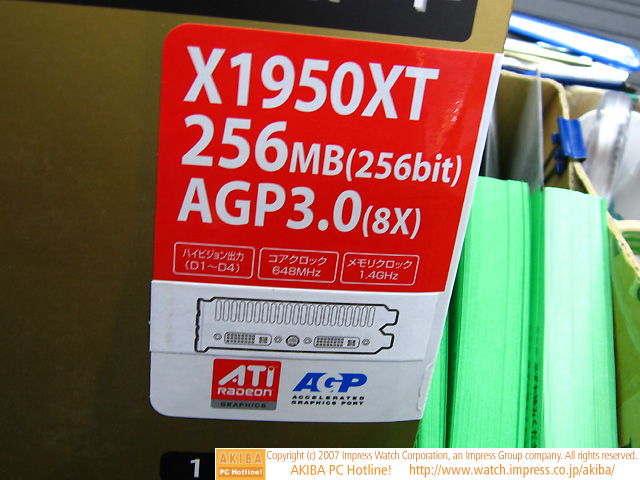 X1950XT
256MB(256bit)
AGP3.0(8X)
ハイビジョン出力
(D1～D4)
コアクロック
648MHz
メモリクロック
1.4GHz
ATI
RADEON
GRAPHICS
AGP
ACCELERATED
GRAPHICS PORT
1
AKIBA
PC Hotline!
Copyright (c) 2007 Impress Watch Corporation, an Impress Group company. All rights reserved.
AKIBA PC Hotline! http://www.watch.impress.co.jp/akiba/